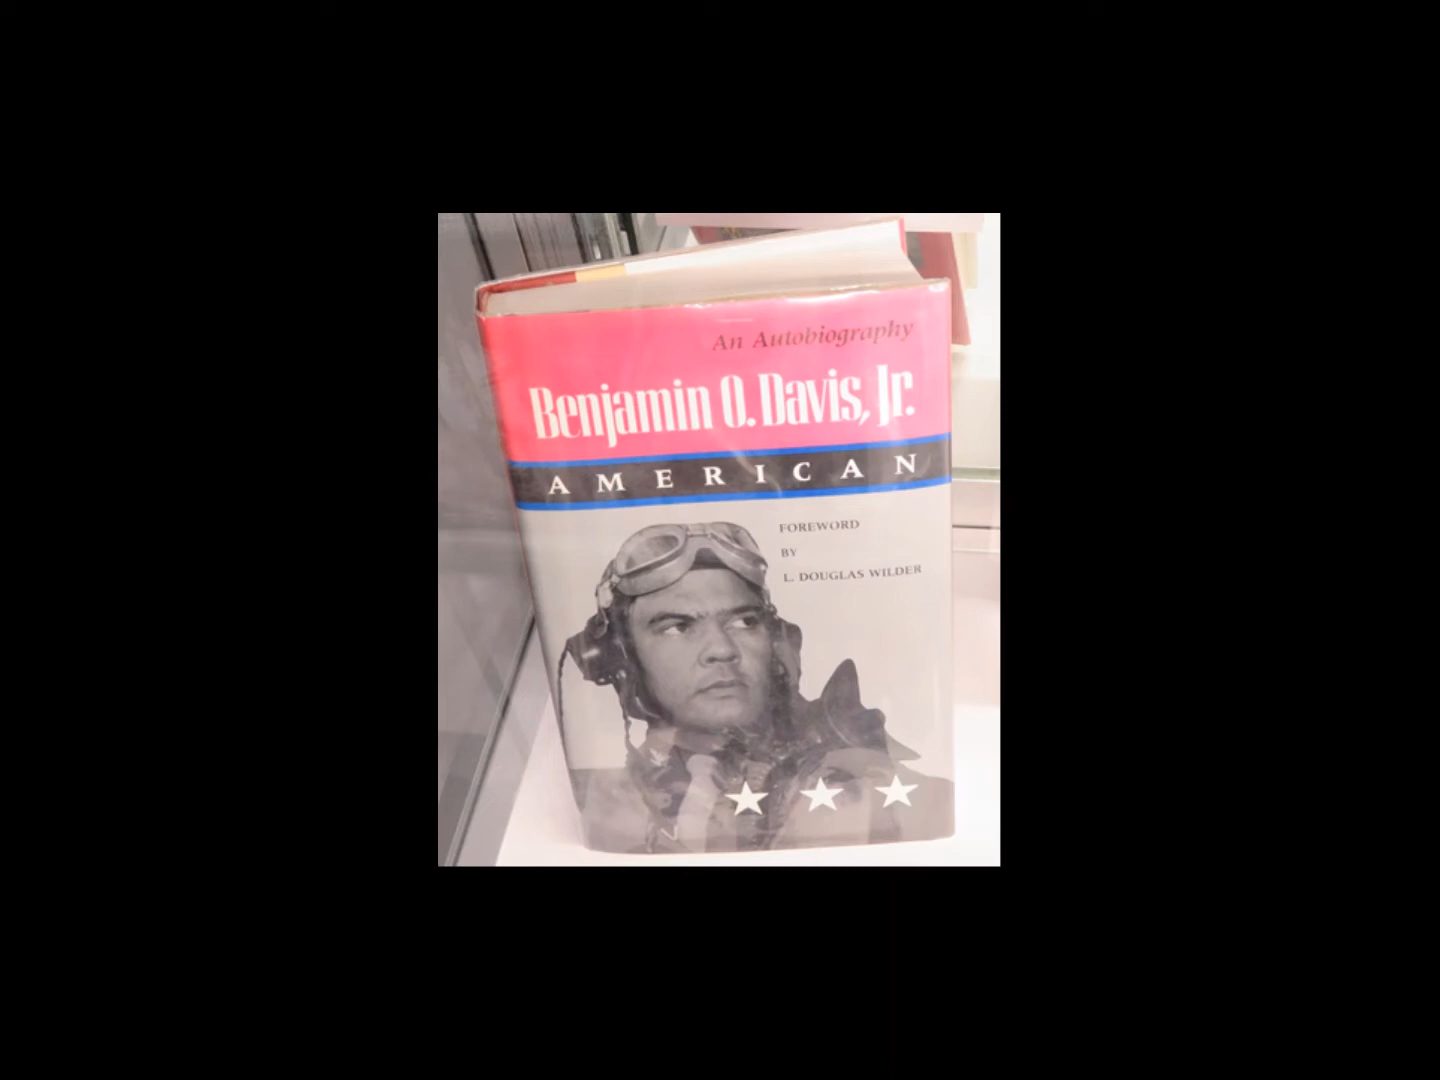 An Autobiography
Benjamin O. Davis, Jr.
AMERICAN
FOREWORD
BY
L. DOUGLAS WILDER